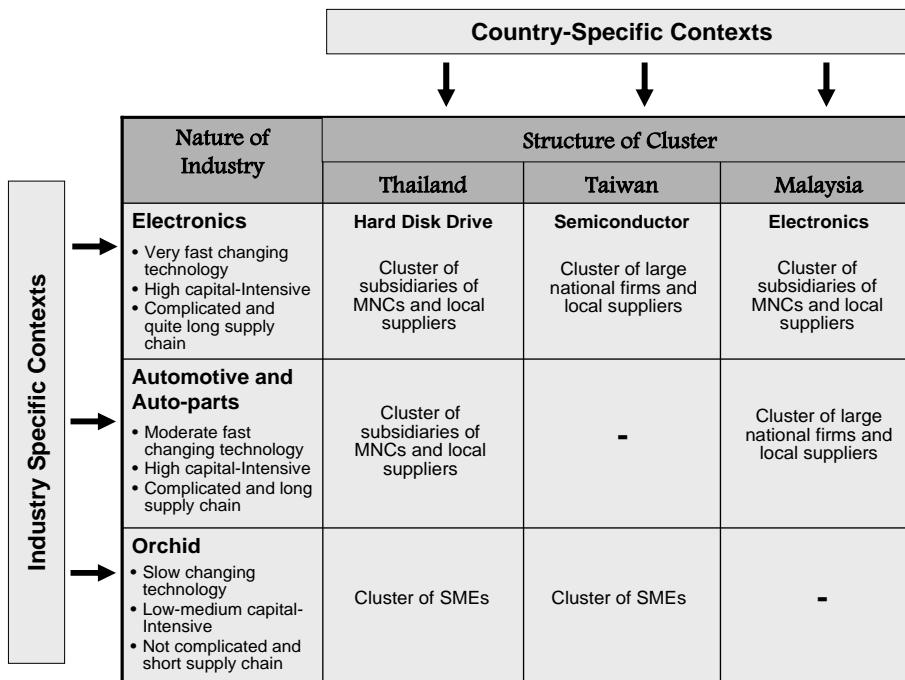 Country-Specific Contexts
Industry Specific Contexts
Nature of
Industry
Structure of Cluster
Thailand
Taiwan
Malaysia
Electronics
• Very fast changing
technology
• High capital-Intensive
• Complicated and
quite long supply
chain
Hard Disk Drive
Cluster of
subsidiaries of
MNCs and local
suppliers
Semiconductor
Cluster of large
national firms and
local suppliers
Electronics
Cluster of
subsidiaries of
MNCs and local
suppliers
Automotive and
Auto-parts
• Moderate fast
changing technology
• High capital-Intensive
• Complicated and long
supply chain
Cluster of
subsidiaries of
MNCs and local
suppliers
-
Cluster of large
national firms and
local suppliers
Orchid
• Slow changing
technology
• Low-medium capital-
Intensive
• Not complicated and
short supply chain
Cluster of SMEs
Cluster of SMEs
-